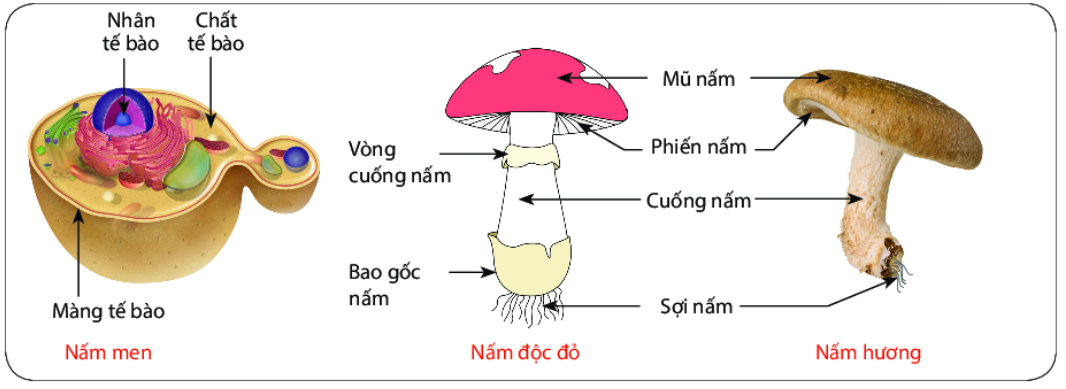 Nhân
tế bào
Chất
tế bào
Màng tế bào
Nấm men
Vòng
cuống nấm
Bao gốc
nấm
Mũ nấm
Phiến nấm
Cuống nấm
Sợi nấm
Nấm độc đỏ
Nấm hương